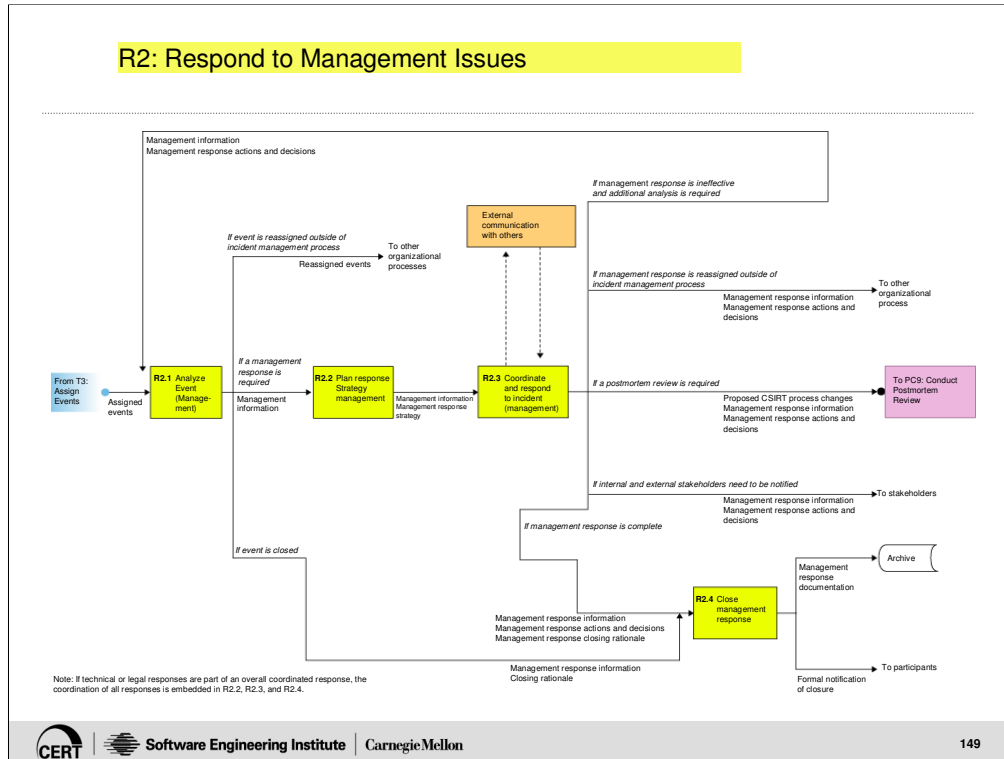 R2: Respond to Management Issues
Management information
Management response actions and decisions
If management response is ineffective
and additional analysis is required
External
communication
with others
If event is reassigned outside of
incident management process
Reassigned events
To other
organizational
processes
If management response is reassigned outside of
incident management process
Management response information
Management response actions and
decisions
To other
organizational
process
From T3:
Assign
Events
Assigned
events
R2.1 Analyze
Event
(Manage-
ment)
If a management
response is
required
Management
information
R2.2 Plan response
Strategy
management
Management information
Management response
strategy
R2.3 Coordinate
and respond
to incident
(management)
If a postmortem review is required
Proposed CSIRT process changes
Management response information
Management response actions and
decisions
To PC9: Conduct
Postmortem
Review
If internal and external stakeholders need to be notified
Management response information
Management response actions and
decisions
To stakeholders
If management response is complete
If event is closed
Management response information
Management response actions and decisions
Management response closing rationale
R2.4 Close
management
response
Management
response
documentation
Archive
Management response information
Closing rationale
Formal notification
of closure
To participants
Note: If technical or legal responses are part of an overall coordinated response, the
coordination of all responses is embedded in R2.2, R2.3, and R2.4.
CERT Software Engineering Institute Carnegie Mellon 149